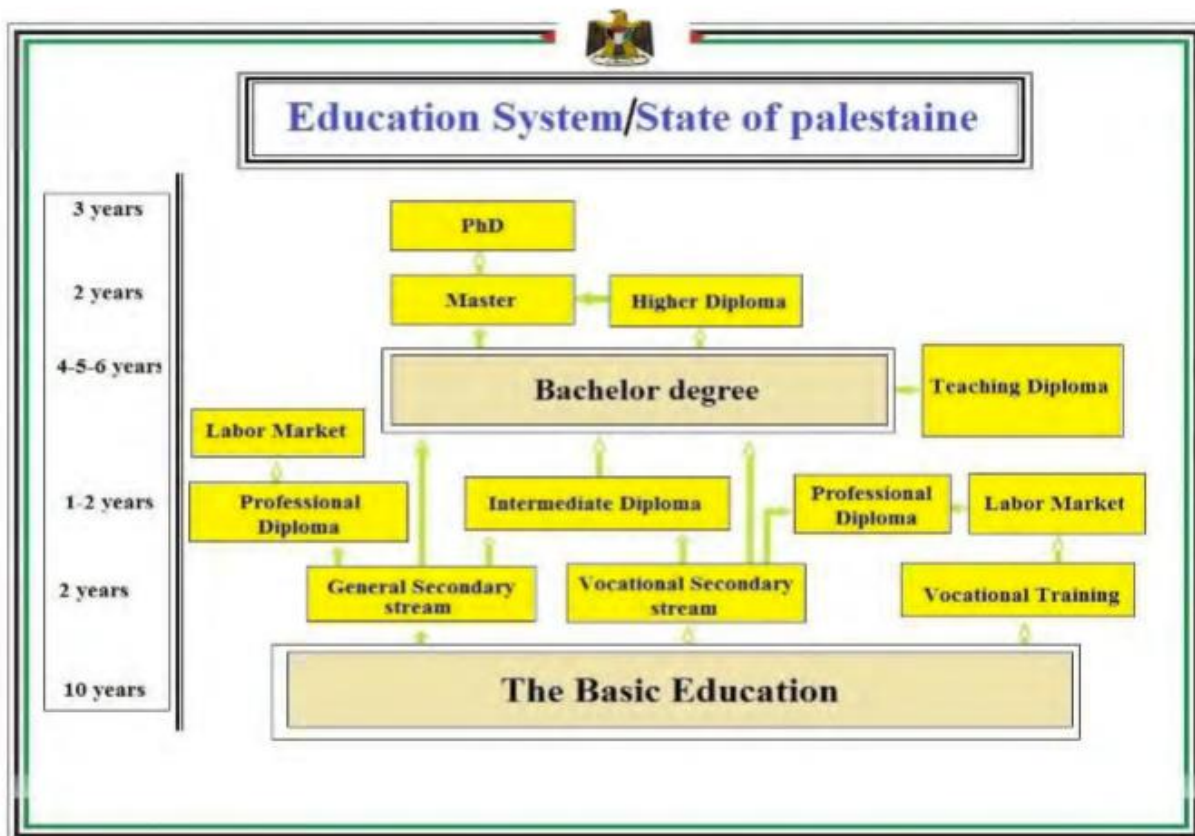 Education System/State of palestaine
3 years
PhD
2 years
Master
Higher Diploma
4-5-6 years
Bachelor degree
Teaching Diploma
Labor Market
1-2 years
Professional
Diploma
Intermediate Diploma
Professional
Diploma
Labor Market
2 years
General Secondary
stream
Vocational Secondary
stream
Vocational Training
10 years
The Basic Education